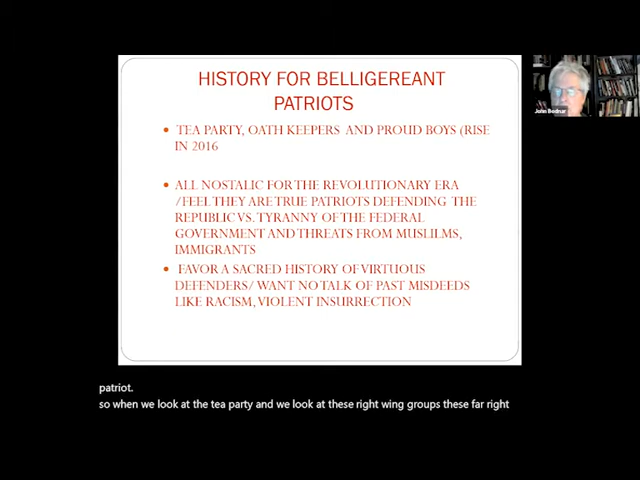 HISTORY FOR BELLIGEREANT
PATRIOTS
TEA PARTY, OATH KEEPERS AND PROUD BOYS (RISE
IN 2016
ALL NOSTALIC FOR THE REVOLUTIONARY ERA
/FEEL THEY ARE TRUE PATRIOTS DEFENDING THE
REPUBLIC VS. TYRANNY OF THE FEDERAL
GOVERNMENT AND THREATS FROM MUSLILMS,
IMMIGRANTS
FAVOR A SACRED HISTORY OF VIRTUOUS
DEFENDERS/ WANT NO TALK OF PAST MISDEEDS
LIKE RACISM, VIOLENT INSURRECTION
John Bodnar
patriot.
so when we look at the tea party and we look at these right wing groups these far right